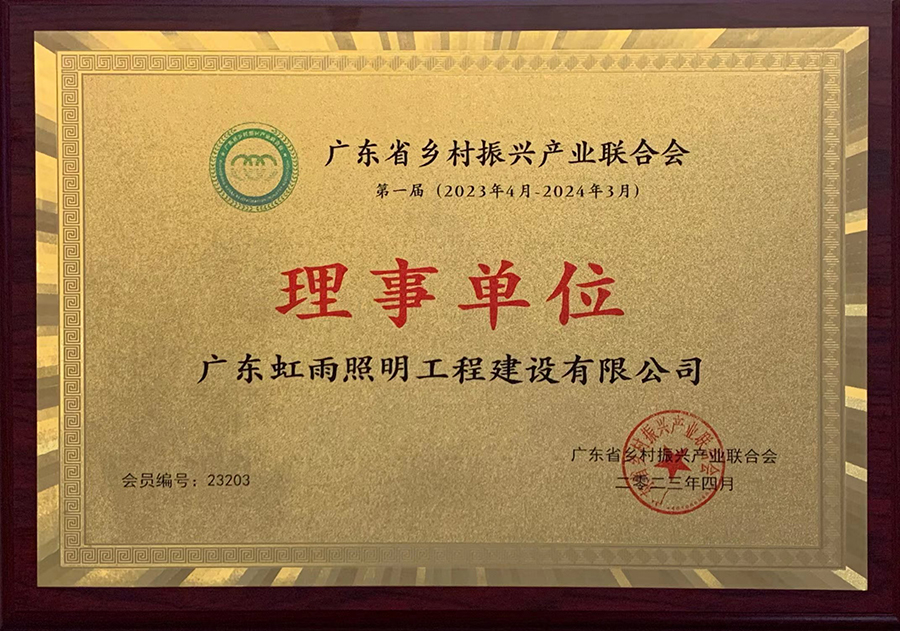 广东省乡村振兴产业联合会
第一届（2023年4月-2024年3月）
理事单位
广东虹雨照明工程建设有限公司
会员编号：23203
广东省乡村振兴产业联合会
二零二三年四月